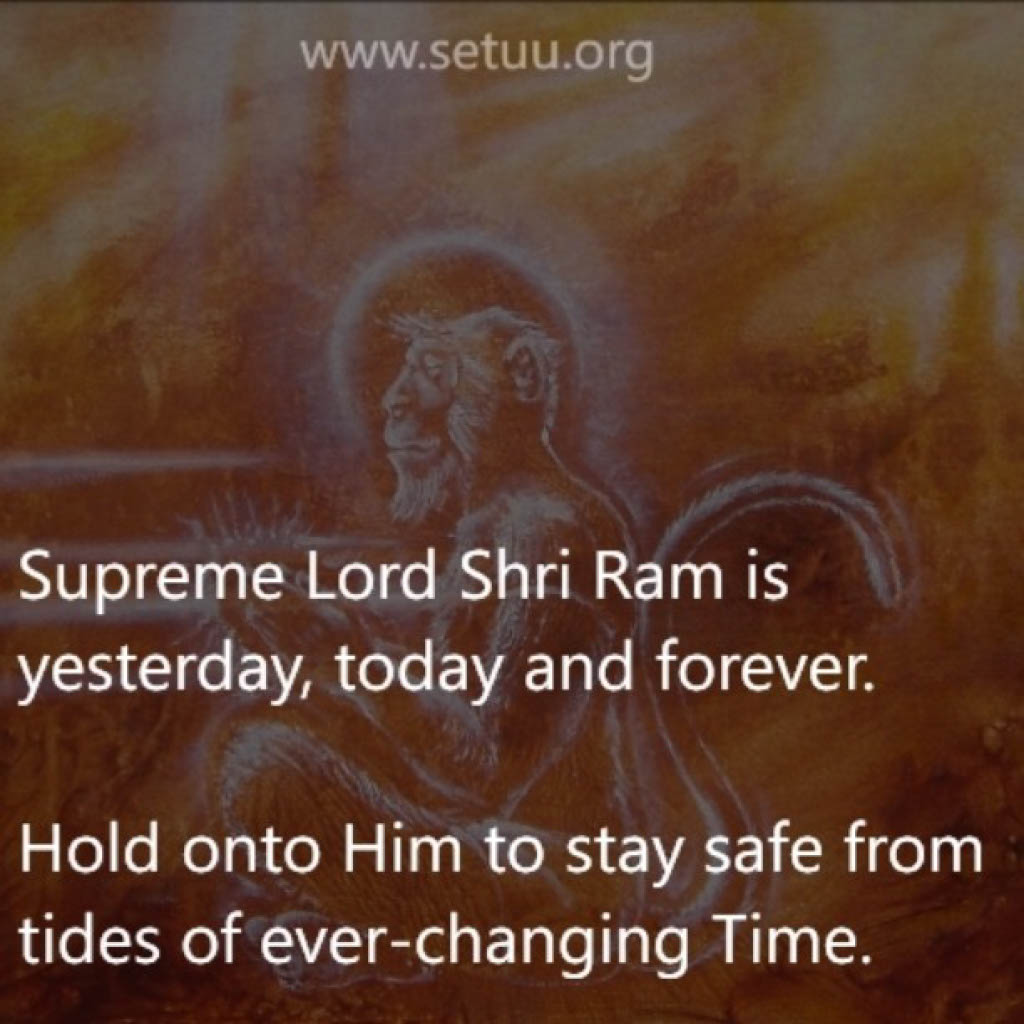 www.setuu.org
Supreme Lord Shri Ram is
yesterday, today and forever.
Hold onto Him to stay safe from
tides of ever-changing Time.